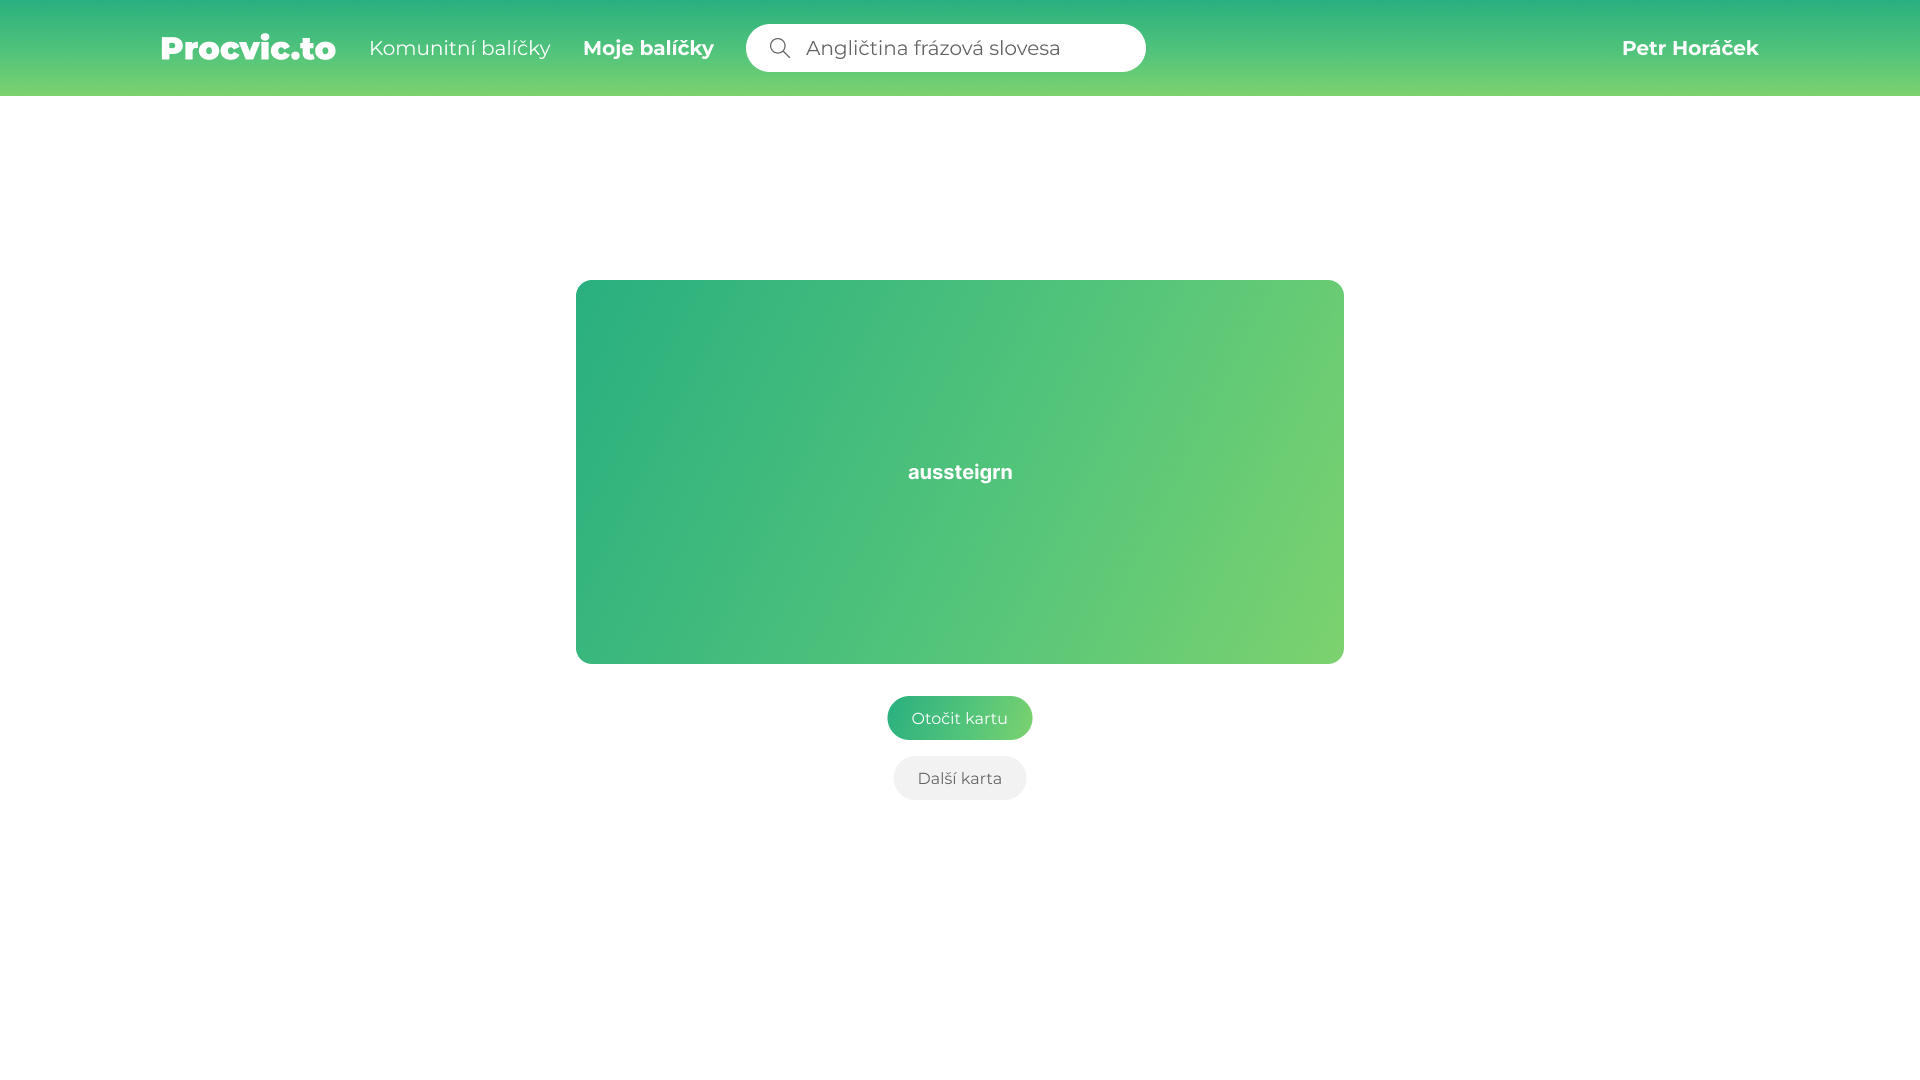 Procvic.to
Komunitní balíčky
Moje balíčky
Angličtina frázová slovesa
Petr Horáček
aussteigrn
Otočit kartu
Další karta